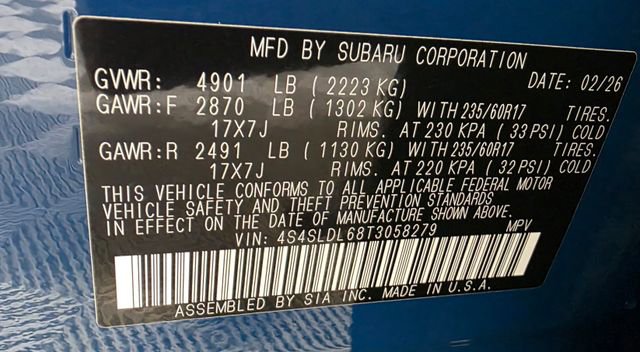 MFD BY SUBARU CORPORATION
GVWR: 4901 LB ( 2223 KG) DATE: 02/26
GAWR:F 2870 LB ( 1302 KG) WITH 235/60R17 TIRES.
17X7J RIMS. AT 230 KPA ( 33 PSI) COLD
GAWR:R 2491 LB ( 1130 KG) WITH 235/60R17 TIRES.
17X7J RIMS. AT 220 KPA ( 32 PSI) COLD
THIS VEHICLE CONFORMS TO ALL APPLICABLE FEDERAL MOTOR
VEHICLE SAFETY AND THEFT PREVENTION STANDARDS
IN EFFECT ON THE DATE OF MANUFACTURE SHOWN ABOVE.
VIN: 4S4SLDL68T3058279 MPV
ASSEMBLED BY SIA INC. MADE IN U.S.A.